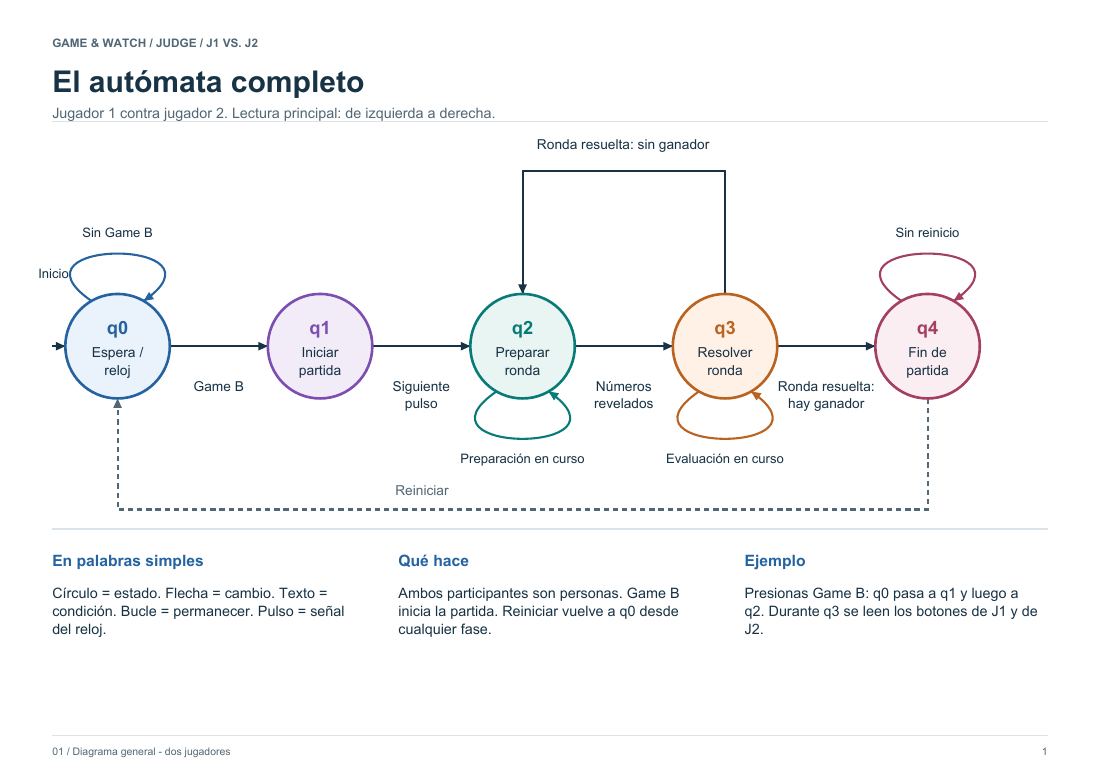 GAME & WATCH / JUDGE / J1 VS. J2
El autómata completo
Jugador 1 contra jugador 2. Lectura principal: de izquierda a derecha.
Ronda resuelta: sin ganador
Sin Game B
Sin reinicio
Inicio
q0
Espera /
reloj
q1
Iniciar
partida
q2
Preparar
ronda
q3
Resolver
ronda
q4
Fin de
partida
Game B
Siguiente
pulso
Números
revelados
Ronda resuelta:
hay ganador
Preparación en curso
Evaluación en curso
Reiniciar
En palabras simples
Círculo = estado. Flecha = cambio. Texto =
condición. Bucle = permanecer. Pulso = señal
del reloj.
Qué hace
Ambos participantes son personas. Game B
inicia la partida. Reiniciar vuelve a q0 desde
cualquier fase.
Ejemplo
Presionas Game B: q0 pasa a q1 y luego a
q2. Durante q3 se leen los botones de J1 y de
J2.
01 / Diagrama general - dos jugadores
1